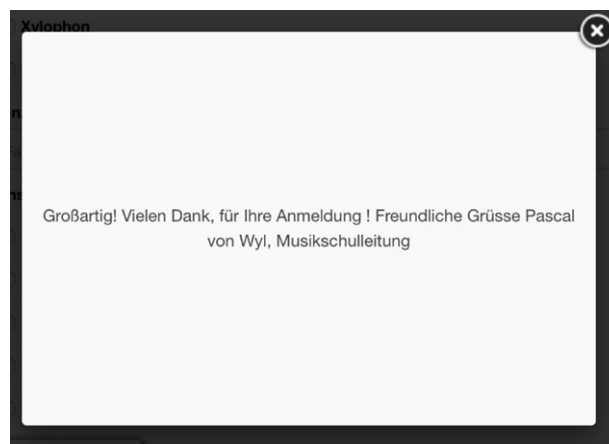 Xylophon
Großartig! Vielen Dank, für Ihre Anmeldung ! Freundliche Grüsse Pascal
von Wyl, Musikschulleitung